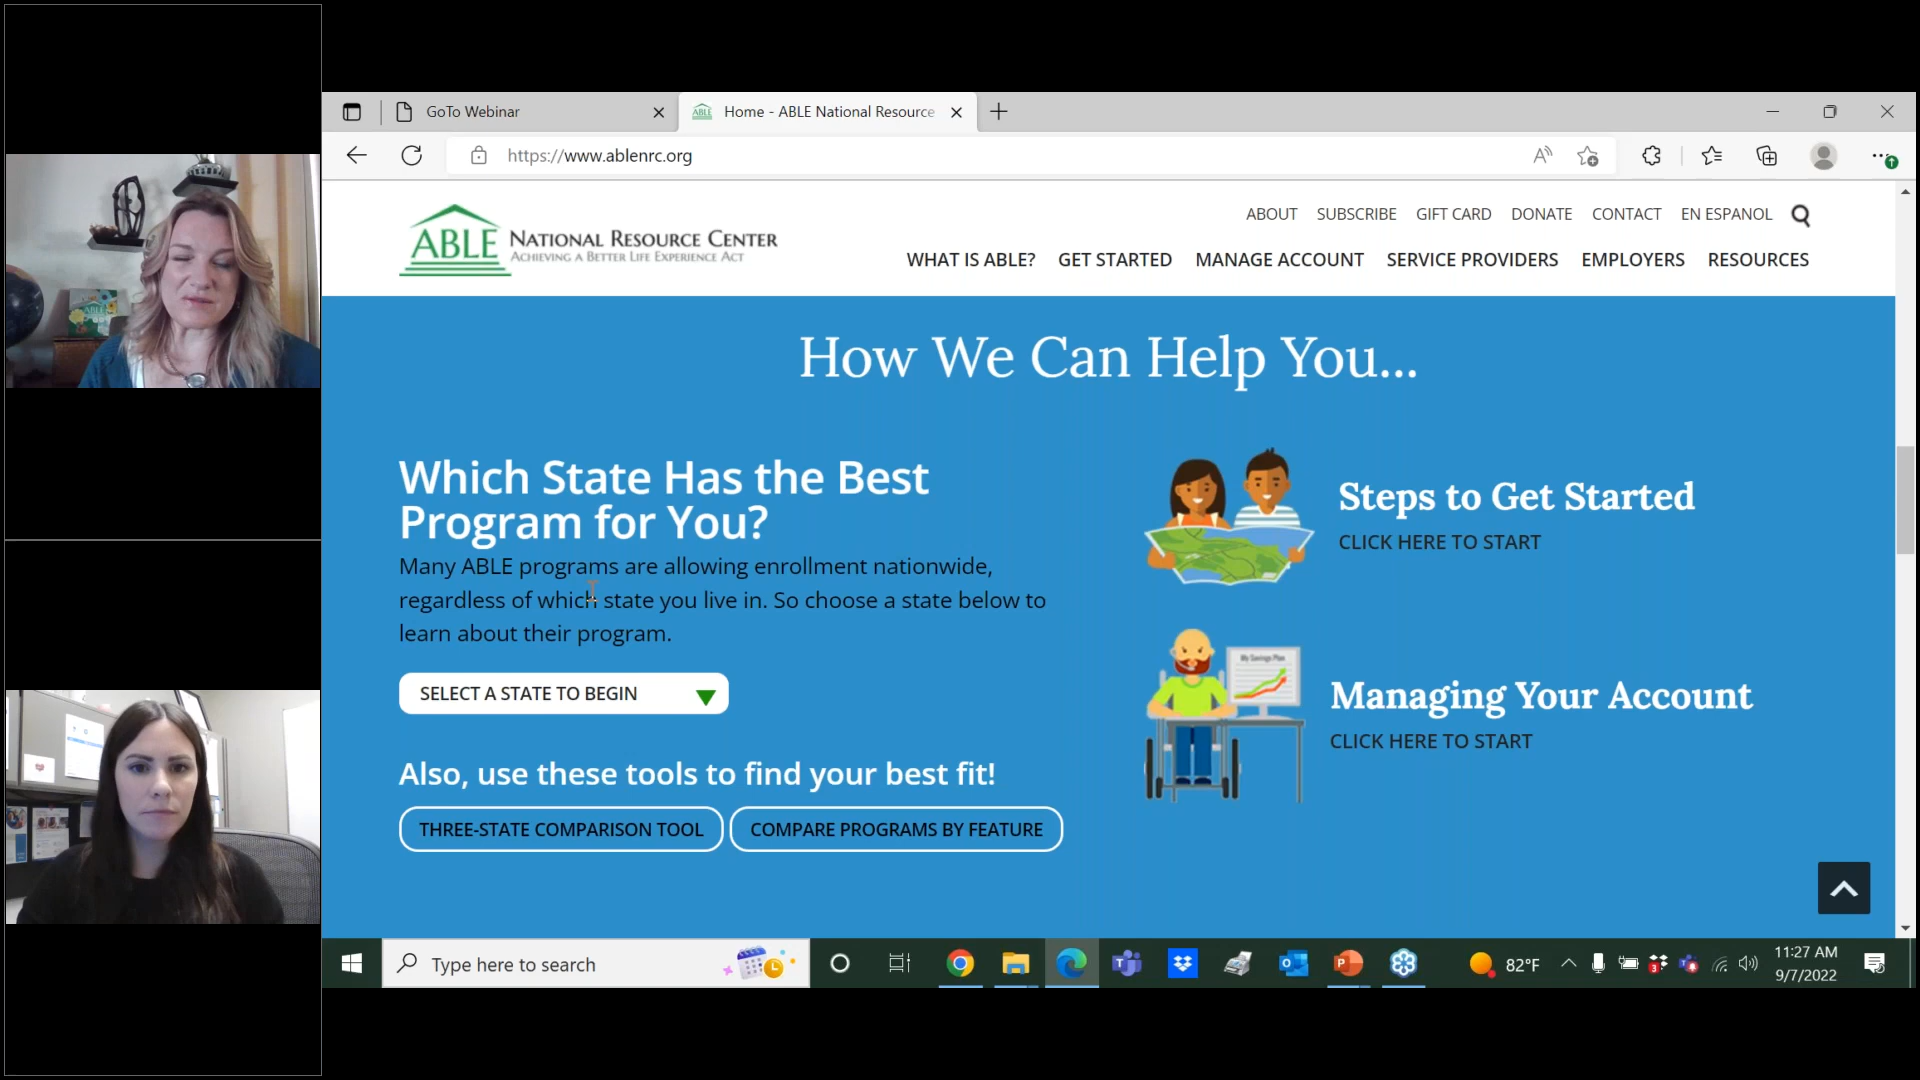 GoTo Webinar
Home - ABLE National Resource
https://www.ablenrc.org
ABLE
NATIONAL RESOURCE CENTER
ACHIEVING A BETTER LIFE EXPERIENCE ACT
ABOUT SUBSCRIBE GIFT CARD DONATE CONTACT EN ESPANOL
WHAT IS ABLE? GET STARTED MANAGE ACCOUNT SERVICE PROVIDERS EMPLOYERS RESOURCES
How We Can Help You...
Which State Has the Best
Program for You?
Many ABLE programs are allowing enrollment nationwide,
regardless of which state you live in. So choose a state below to
learn about their program.
SELECT A STATE TO BEGIN
Also, use these tools to find your best fit!
THREE-STATE COMPARISON TOOL
COMPARE PROGRAMS BY FEATURE
Steps to Get Started
CLICK HERE TO START
My Savings Plan
Managing Your Account
CLICK HERE TO START
Type here to search
82°F
11:27 AM
9/7/2022